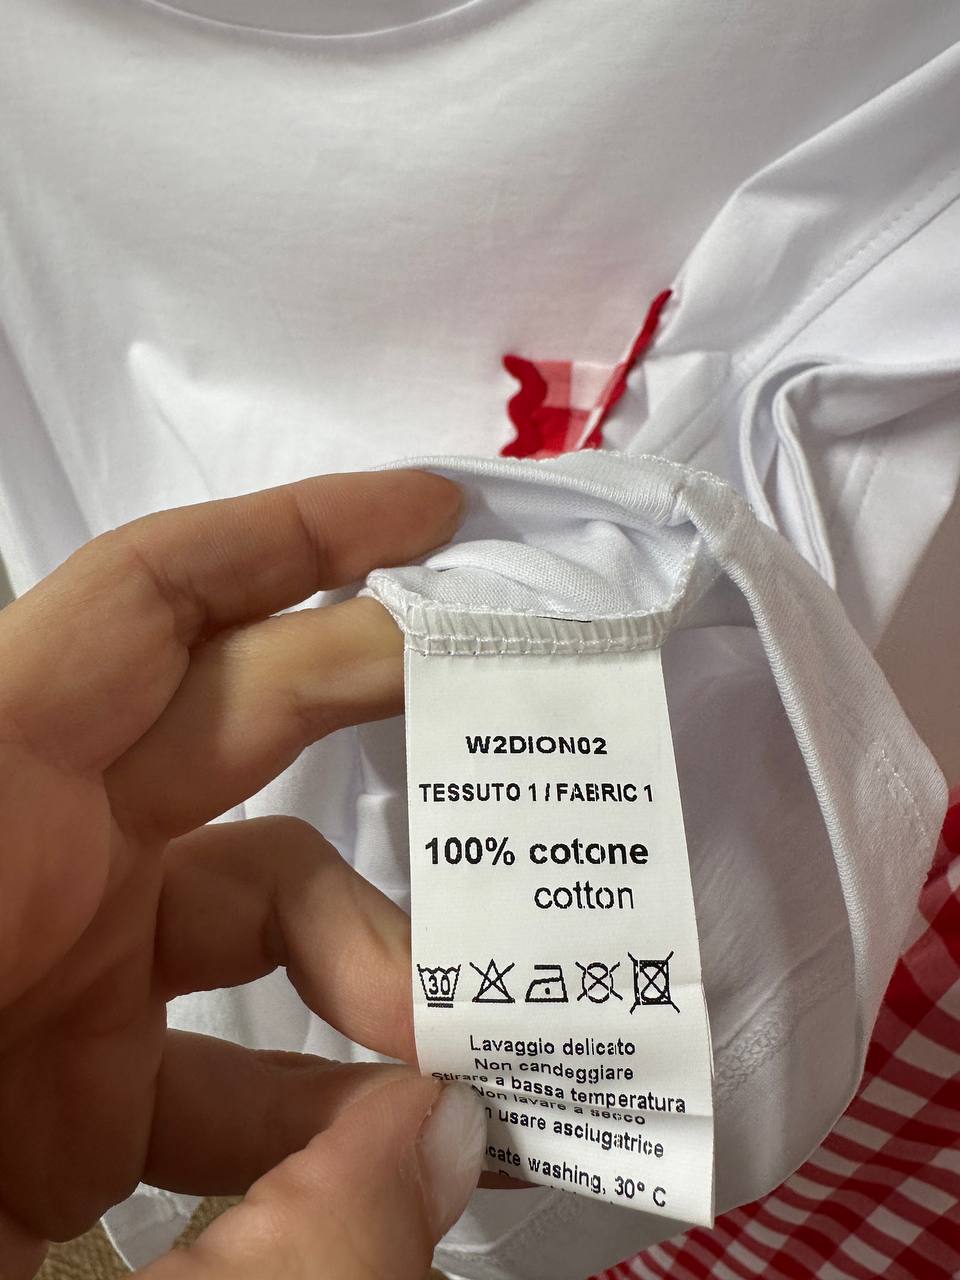 W2DION02
TESSUTO 1 / FABRIC 1
100% cotone
cotton
30
Lavaggio delicato
Non candeggiare
Stirare a bassa temperatura
Non lavare a secco
usare asciugatrice
washing, 30° C